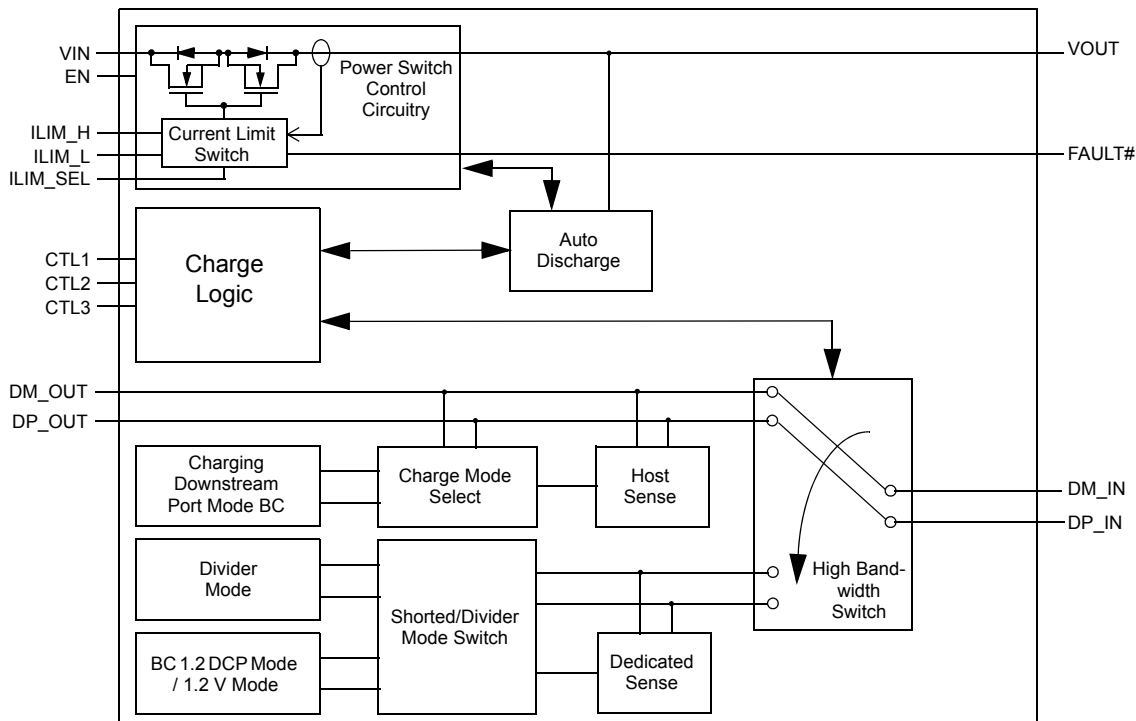 VIN
EN
ILIM_H
ILIM_L
ILIM_SEL
Power Switch
Control
Circuitry
Current Limit
Switch
VOUT
FAULT#
CTL1
CTL2
CTL3
Charge
Logic
Auto
Discharge
DM_OUT
DP_OUT
Charging
Downstream
Port Mode BC
Charge Mode
Select
Host
Sense
DM_IN
DP_IN
High Band-
width
Switch
Divider
Mode
Shorted/Divider
Mode Switch
BC 1.2 DCP Mode
/ 1.2 V Mode
Dedicated
Sense